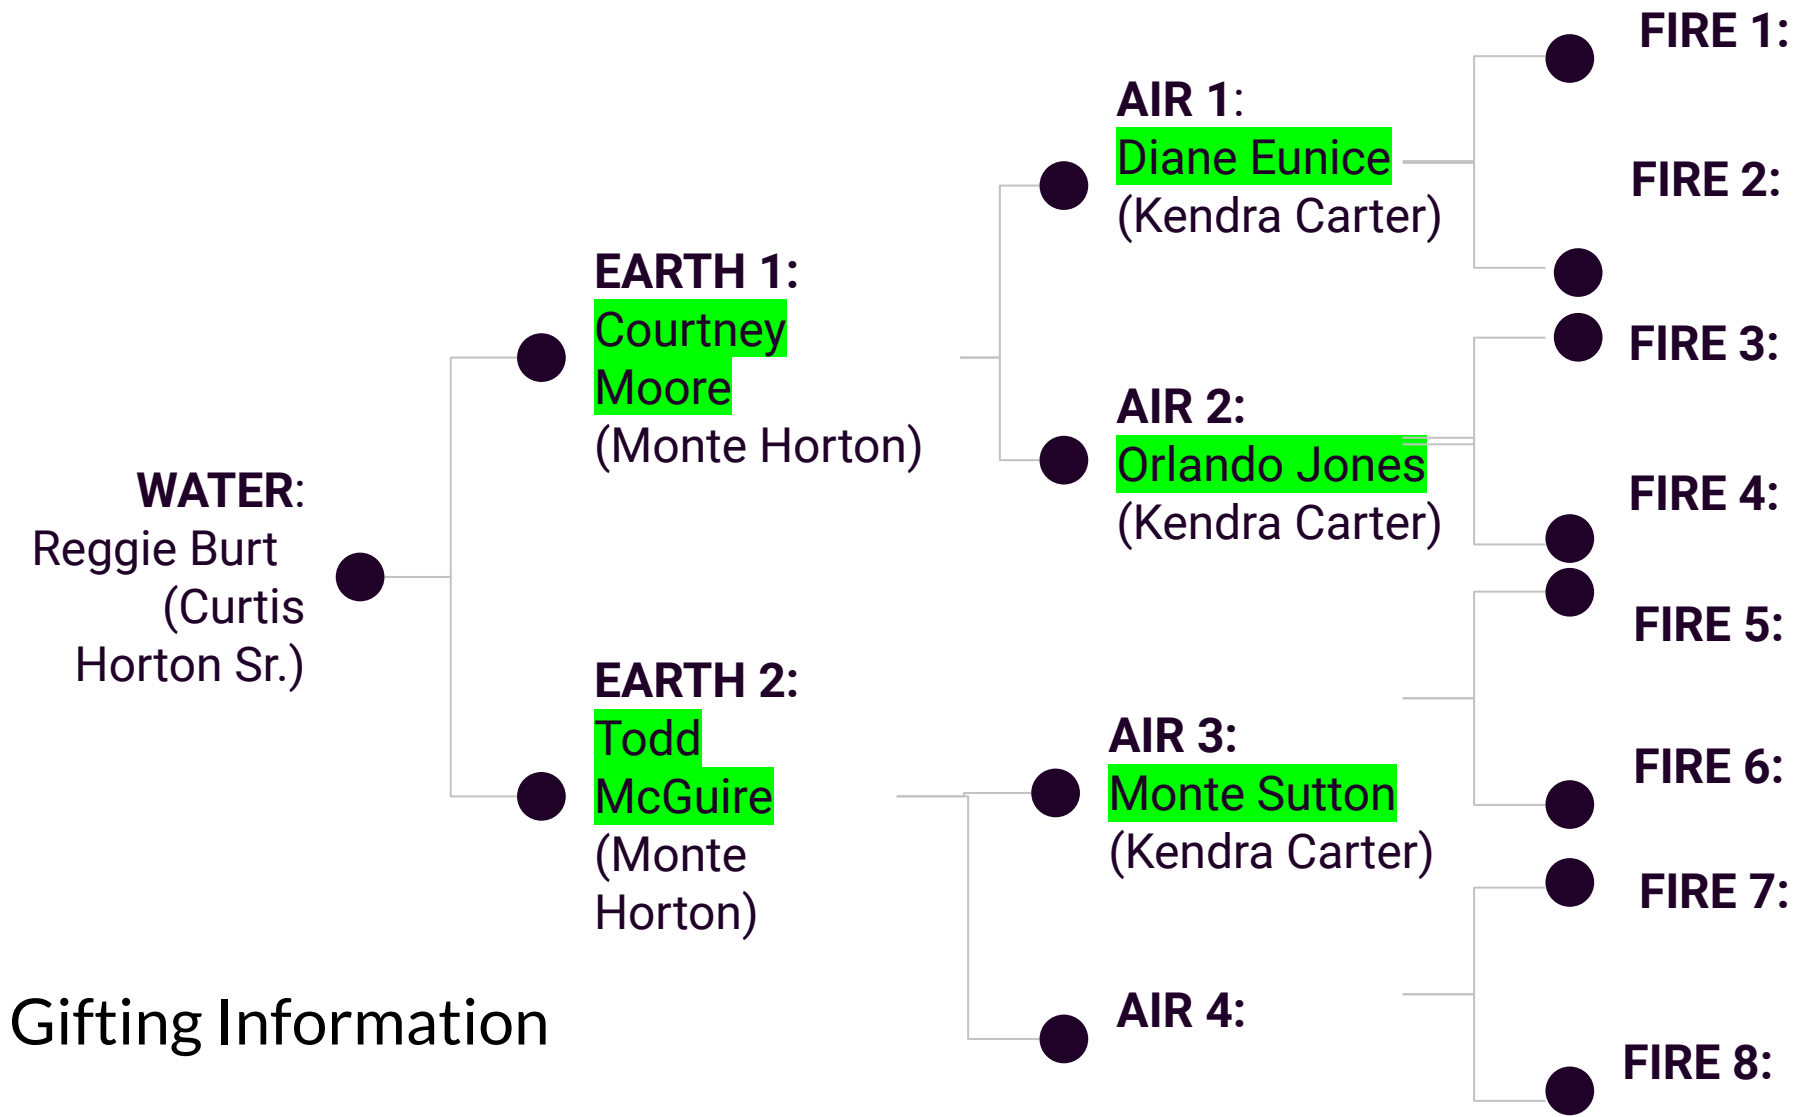 WATER:
Reggie Burt
(Curtis
Horton Sr.)
EARTH 1:
Courtney
Moore
(Monte Horton)
EARTH 2:
Todd
McGuire
(Monte
Horton)
AIR 1:
Diane Eunice
(Kendra Carter)
AIR 2:
Orlando Jones
(Kendra Carter)
AIR 3:
Monte Sutton
(Kendra Carter)
AIR 4:
FIRE 1:
FIRE 2:
FIRE 3:
FIRE 4:
FIRE 5:
FIRE 6:
FIRE 7:
FIRE 8:
Gifting Information